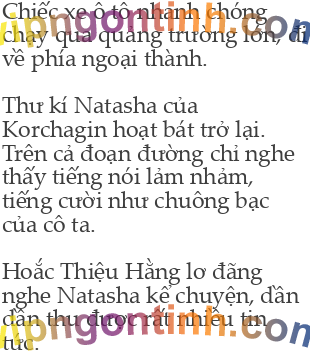 Chiếc xe ô tô nhanh chóng
chạy qua quảng trường lớn, đi
về phía ngoại thành.
Thư kí Natasha của
Korchagin hoạt bát trở lại.
Trên cả đoạn đường chỉ nghe
thấy tiếng nói lảm nhảm,
tiếng cười như chuông bạc
của cô ta.
Hoắc Thiệu Hằng lơ đãng
nghe Natasha kể chuyện, dần
dần thu được rất nhiều tin
tức.
vipngontinh.com
vipngontinh.com